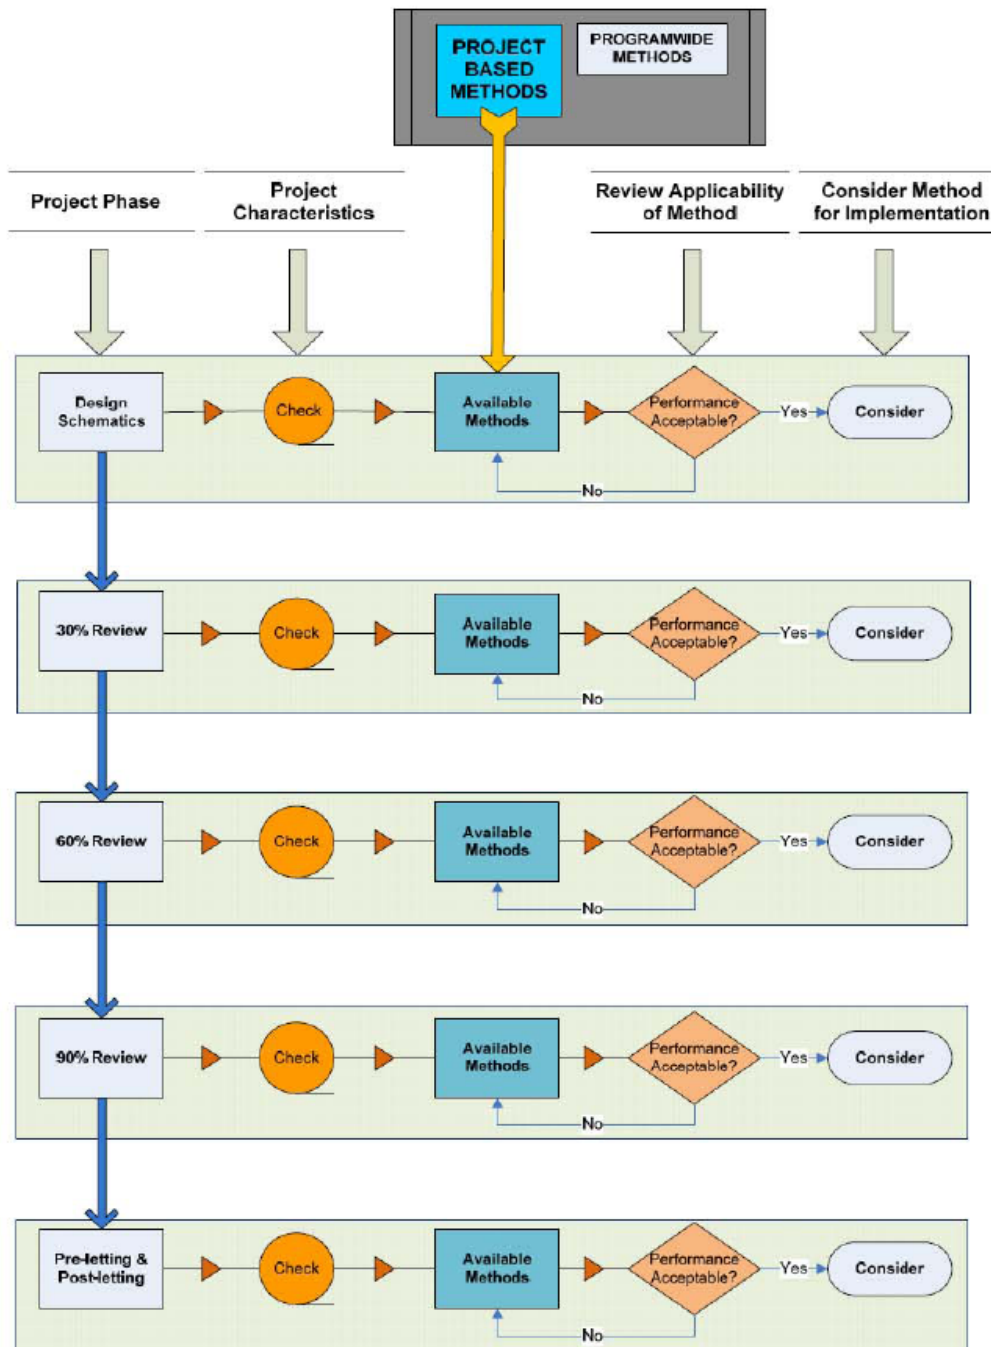 PROJECT
BASED
METHODS
PROGRAMWIDE
METHODS
Project Phase
Project
Characteristics
Review Applicability
of Method
Consider Method
for Implementation
Design
Schematics
Check
Available
Methods
Performance
Acceptable?
Yes
Consider
No
30% Review
Check
Available
Methods
Performance
Acceptable?
Yes
Consider
No
60% Review
Check
Available
Methods
Performance
Acceptable?
Yes
Consider
No
90% Review
Check
Available
Methods
Performance
Acceptable?
Yes
Consider
No
Pre-letting &
Post-letting
Check
Available
Methods
Performance
Acceptable?
Yes
Consider
No